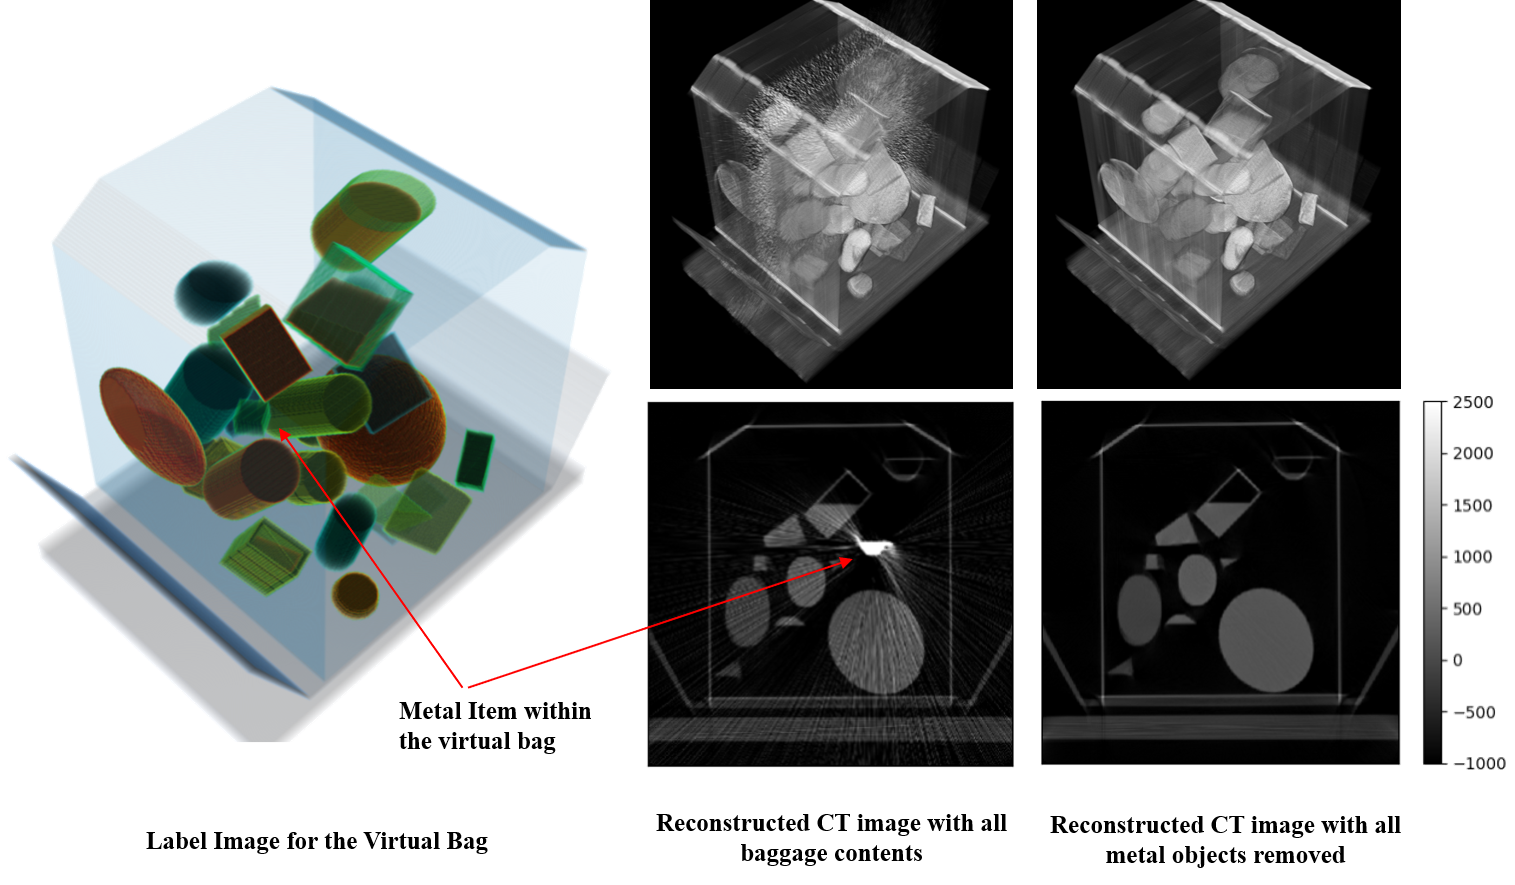 2500
2000
1500
1000
500
0
−500
−1000
Metal Item within
the virtual bag
Label Image for the Virtual Bag
Reconstructed CT image with all
baggage contents
Reconstructed CT image with all
metal objects removed